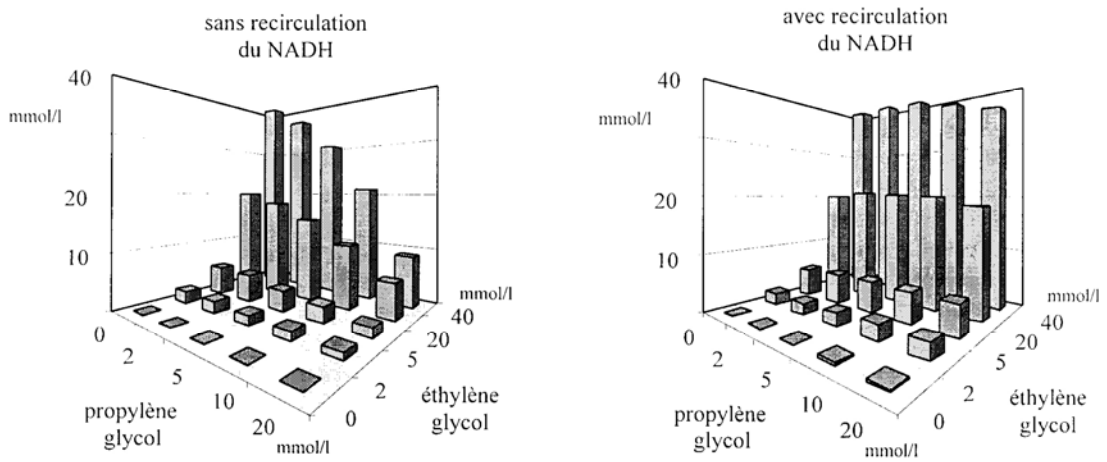 sans recirculation
du NADH
40
mmol/l
20
10
0
2
5
10
20
mmol/l
propylène
glycol
0
2
5
20
40
mmol/l
éthylène
glycol
avec recirculation
du NADH
40
mmol/l
20
10
0
2
5
10
20
mmol/l
propylène
glycol
0
2
5
20
40
mmol/l
éthylène
glycol